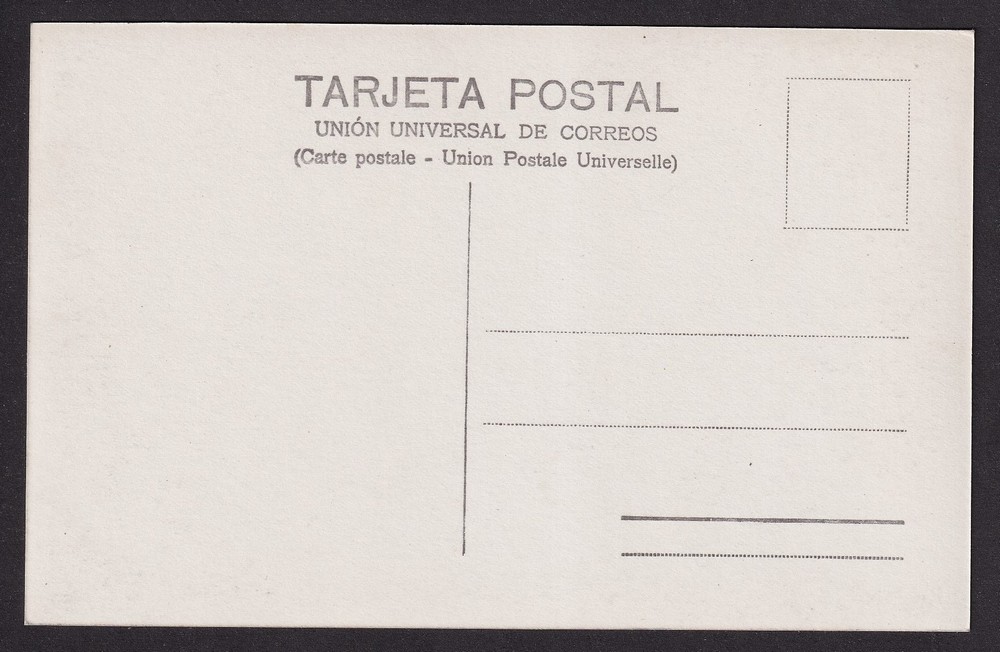 TARJETA POSTAL
UNIÓN UNIVERSAL DE CORREOS
(Carte postale - Union Postale Universelle)